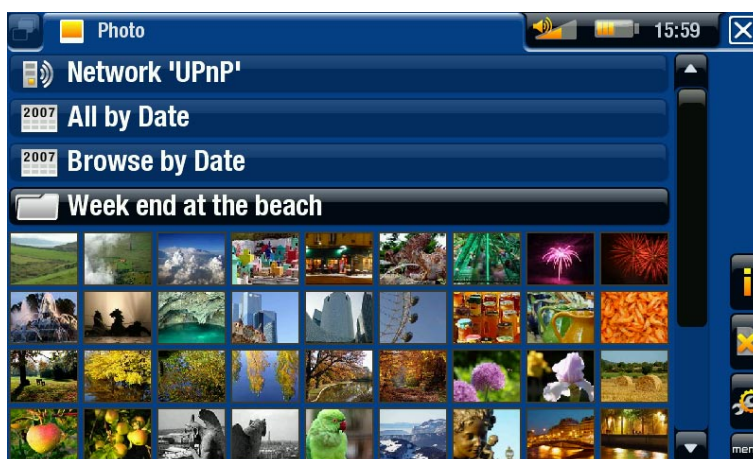 Photo
15:59
Network 'UPnP'
2007 All by Date
2007 Browse by Date
Week end at the beach